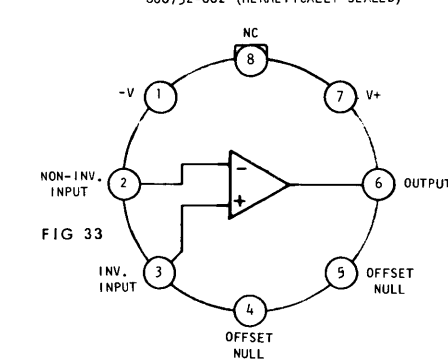 NC
8
-V
1
7
V+
NON-INV.
INPUT
2
-
6
OUTPUT
+
FIG 33
INV.
INPUT
3
5
OFFSET
NULL
4
OFFSET
NULL